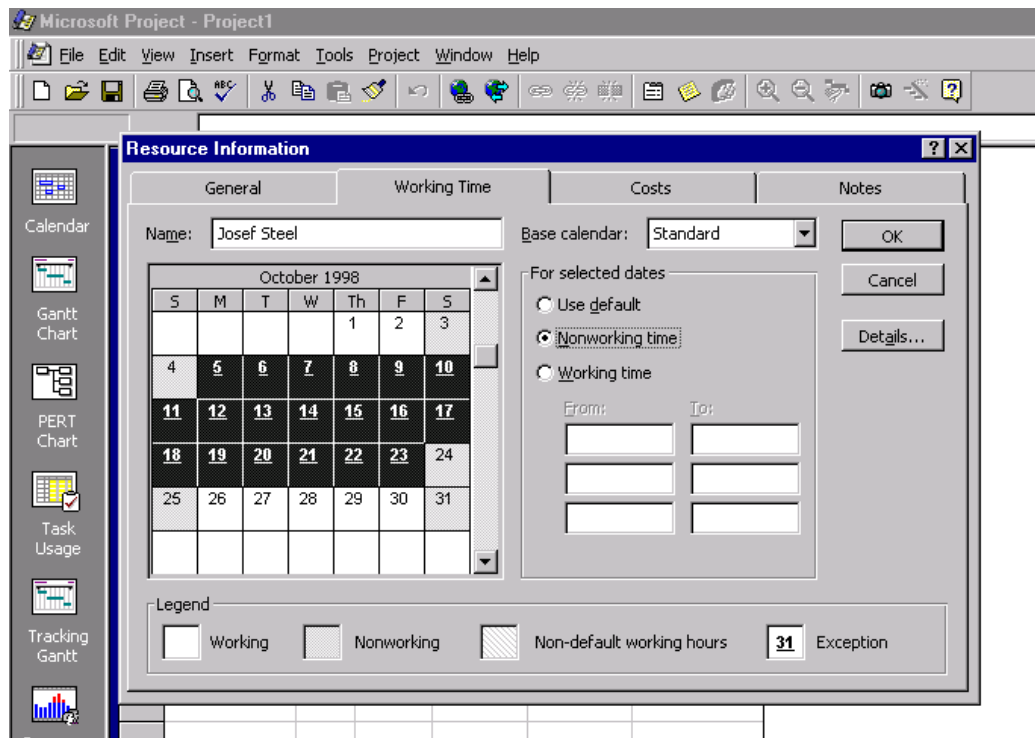 Microsoft Project - Project1
File Edit View Insert Format Tools Project Window Help
ABC
Resource Information
General Working Time Costs Notes
Name: Josef Steel
Base calendar: Standard
OK
Cancel
Details...
October 1998
S M T W Th F S
1 2 3
4 5 6 7 8 9 10
11 12 13 14 15 16 17
18 19 20 21 22 23 24
25 26 27 28 29 30 31
For selected dates
Use default
Nonworking time
Working time
From: To:
Legend
Working Nonworking Non-default working hours 31 Exception
Calendar
Gantt
Chart
PERT
Chart
Task
Usage
Tracking
Gantt